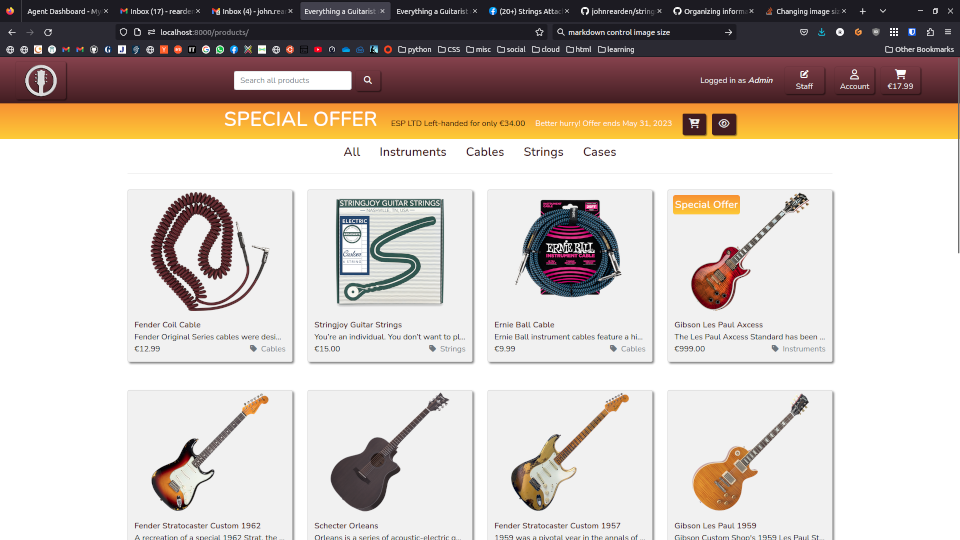 Agent Dashboard - My
Inbox (17) - rearden
Inbox (4) - john.rear
Everything a Guitarist
Everything a Guitarist
(20+) Strings Attach
johnrearden/string
Organizing informa
Changing image siz
localhost:8000/products/
markdown control image size
python
CSS
misc
social
cloud
html
learning
Other Bookmarks
Search all products
Logged in as Admin
Staff
Account
€17.99
SPECIAL OFFER
ESP LTD Left-handed for only €34.00
Better hurry! Offer ends May 31, 2023
All Instruments Cables Strings Cases
STRINGJOY GUITAR STRINGS
NASHVILLE, TN, USA
ELECTRIC
Custom
ERNIE BALL
INSTRUMENT CABLE
Special Offer
Fender Coil Cable
Fender Original Series cables were desi...
€12.99 Cables
Stringjoy Guitar Strings
You're an individual. You don't want to pl...
€15.00 Strings
Ernie Ball Cable
Ernie Ball instrument cables feature a hi...
€9.99 Cables
Gibson Les Paul Axcess
The Les Paul Axcess Standard has been ...
€999.00 Instruments
Fender Stratocaster Custom 1962
A recreation of a special 1962 Strat, the ...
Schecter Orleans
Orleans is a series of acoustic-electric g...
Fender Stratocaster Custom 1957
1959 was a pivotal year in the annals of ...
Gibson Les Paul 1959
Gibson Custom Shop's 1959 Les Paul St...